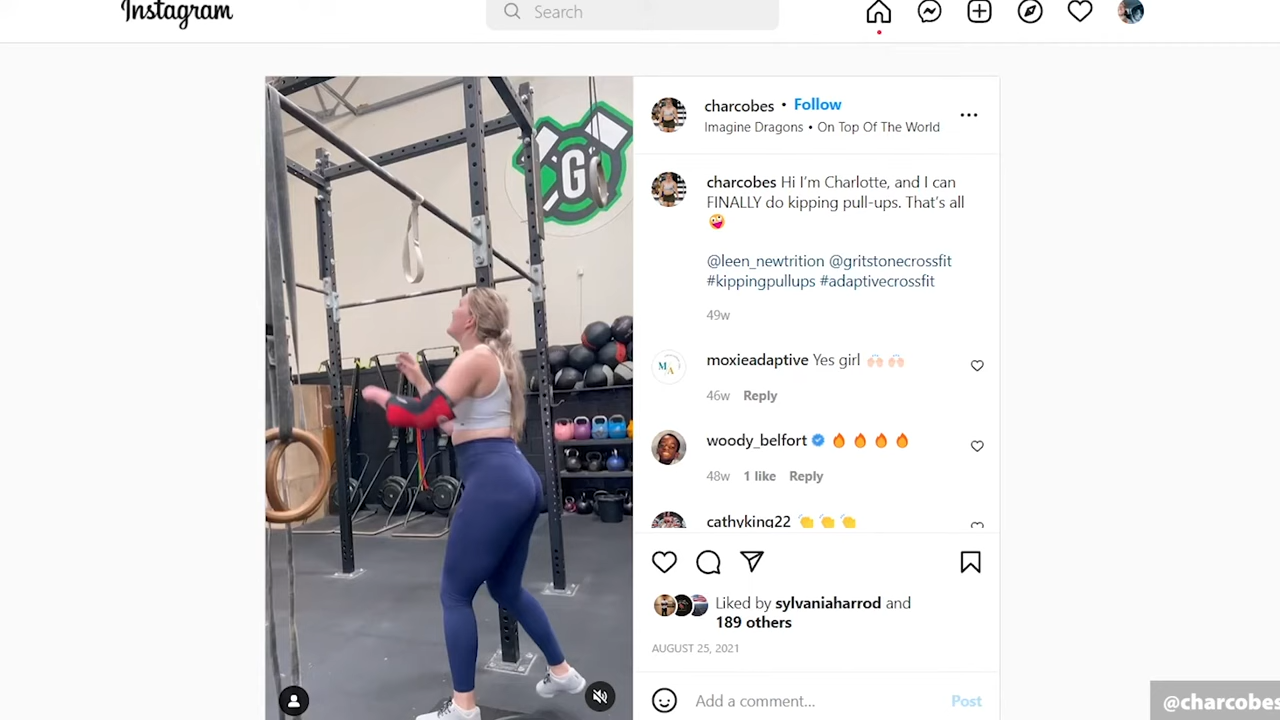 Instagram
Search
G
charcobes • Follow
Imagine Dragons • On Top Of The World
charcobes Hi I'm Charlotte, and I can
FINALLY do kipping pull-ups. That's all
🤪
@leen_newtrition @gritstonecrossfit
#kippingpullups #adaptivecrossfit
49w
MA
moxieadaptive Yes girl 🙌🏻 🙌🏻
46w Reply
woody_belfort 🔥 🔥 🔥 🔥
48w 1 like Reply
cathyking22 👏 👏 👏
Liked by sylvaniaharrod and
189 others
AUGUST 25, 2021
Add a comment...
Post
@charcobes